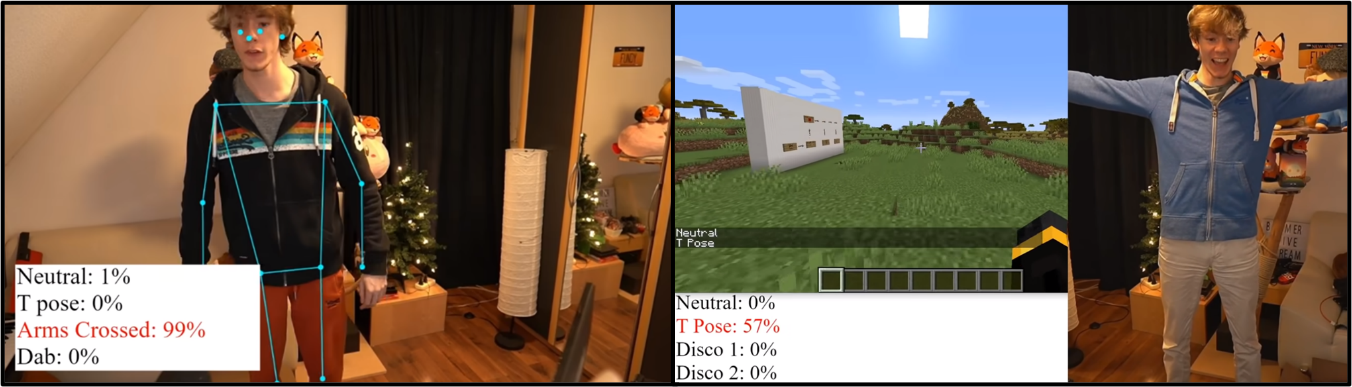 Neutral: 1%
T pose: 0%
Arms Crossed: 99%
Dab: 0%
Neutral
T Pose
Neutral: 0%
T Pose: 57%
Disco 1: 0%
Disco 2: 0%